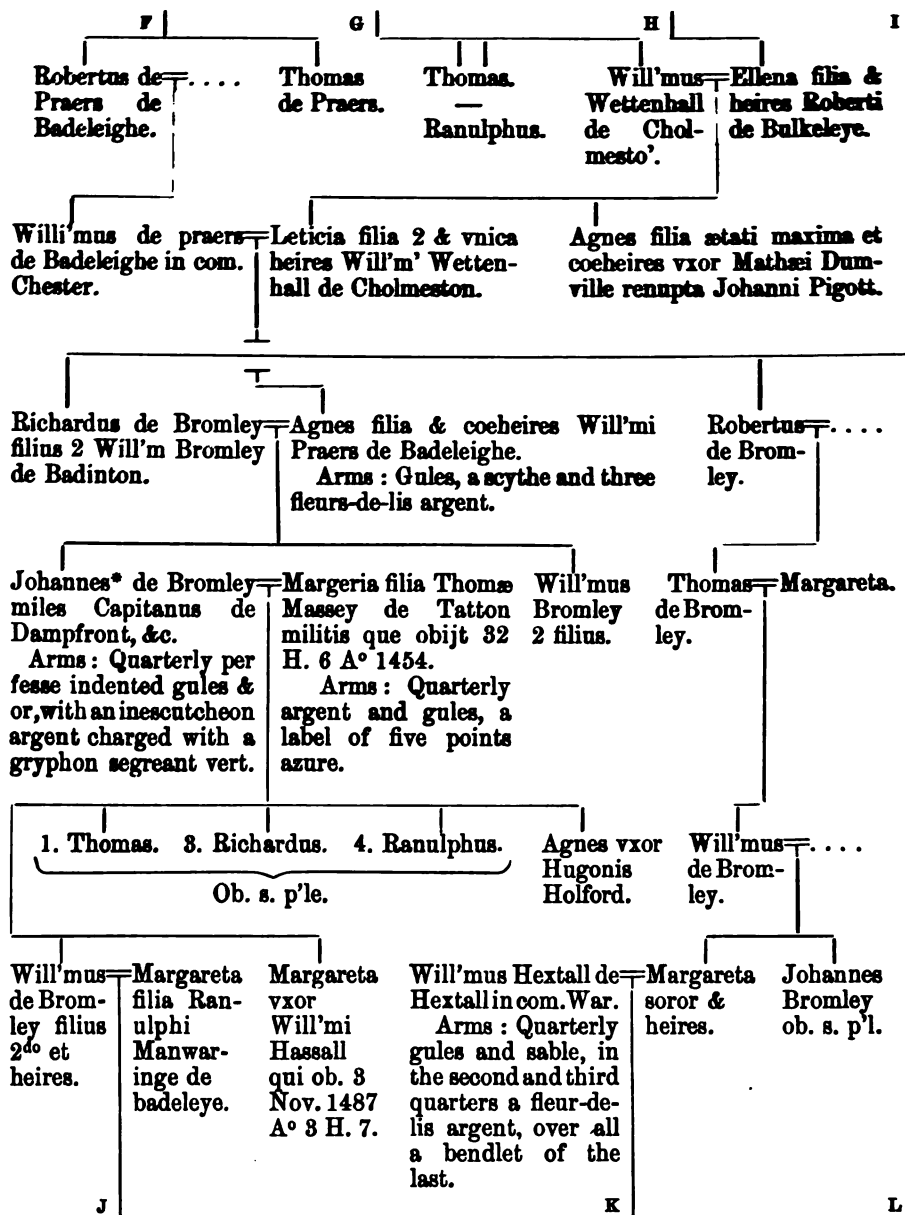 F G H I
Robertus de . . . .
Praers de
Badeleighe.
Thomas
de Praers.
Thomas.
—
Ranulphus.
Will'mus
Wettenhall
de Chol-
mesto'.
Ellena filia &
heires Roberti
de Bulkeleye.
Willi'mus de praers
de Badeleighe in com.
Chester.
Leticia filia 2 & vnica
heires Will'm' Wetten-
hall de Cholmeston.
Agnes filia ætati maxima et
coeheires vxor Mathæi Dum-
ville renupta Johanni Pigott.
Richardus de Bromley
filius 2 Will'm Bromley
de Badinton.
Agnes filia & coeheires Will'mi
Praers de Badeleighe.
Arms : Gules, a scythe and three
fleurs-de-lis argent.
Robertus . . . .
de Brom-
ley.
Johannes* de Bromley
miles Capitanus de
Dampfront, &c.
Arms : Quarterly per
fesse indented gules &
or, with an inescutcheon
argent charged with a
gryphon segreant vert.
Margeria filia Thomæ
Massey de Tatton
militis que obijt 32
H. 6 Aº 1454.
Arms : Quarterly
argent and gules, a
label of five points
azure.
Will'mus
Bromley
2 filius.
Thomas
de Brom-
ley.
Margareta.
1. Thomas. 3. Richardus. 4. Ranulphus.
Ob. s. p'le.
Agnes vxor
Hugonis
Holford.
Will'mus . . . .
de Brom-
ley.
Will'mus
de Brom-
ley filius
2do et
heires.
Margareta
filia Ran-
ulphi
Manwar-
inge de
badeleye.
Margareta
vxor
Will'mi
Hassall
qui ob. 3
Nov. 1487
Aº 3 H. 7.
Will'mus Hextall de
Hextall in com. War.
Arms : Quarterly
gules and sable, in
the second and third
quarters a fleur-de-
lis argent, over all
a bendlet of the
last.
Margareta
soror &
heires.
Johannes
Bromley
ob. s. p'l.
J K L